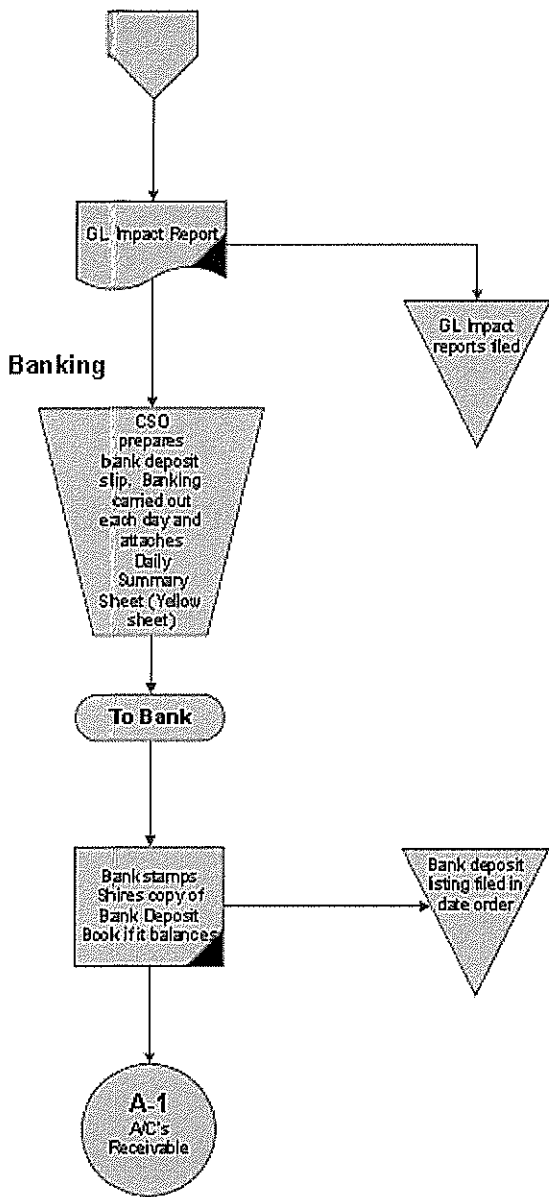 GL Impact Report
GL Impact
reports filed
Banking
CSO
prepares
bank deposit
slip. Banking
carried out
each day and
attaches
Daily
Summary
Sheet (Yellow
sheet)
To Bank
Bank stamps
Shires copy of
Bank Deposit
Book if it balances
Bank deposit
listing filed in
date order
A-1
A/C's
Receivable